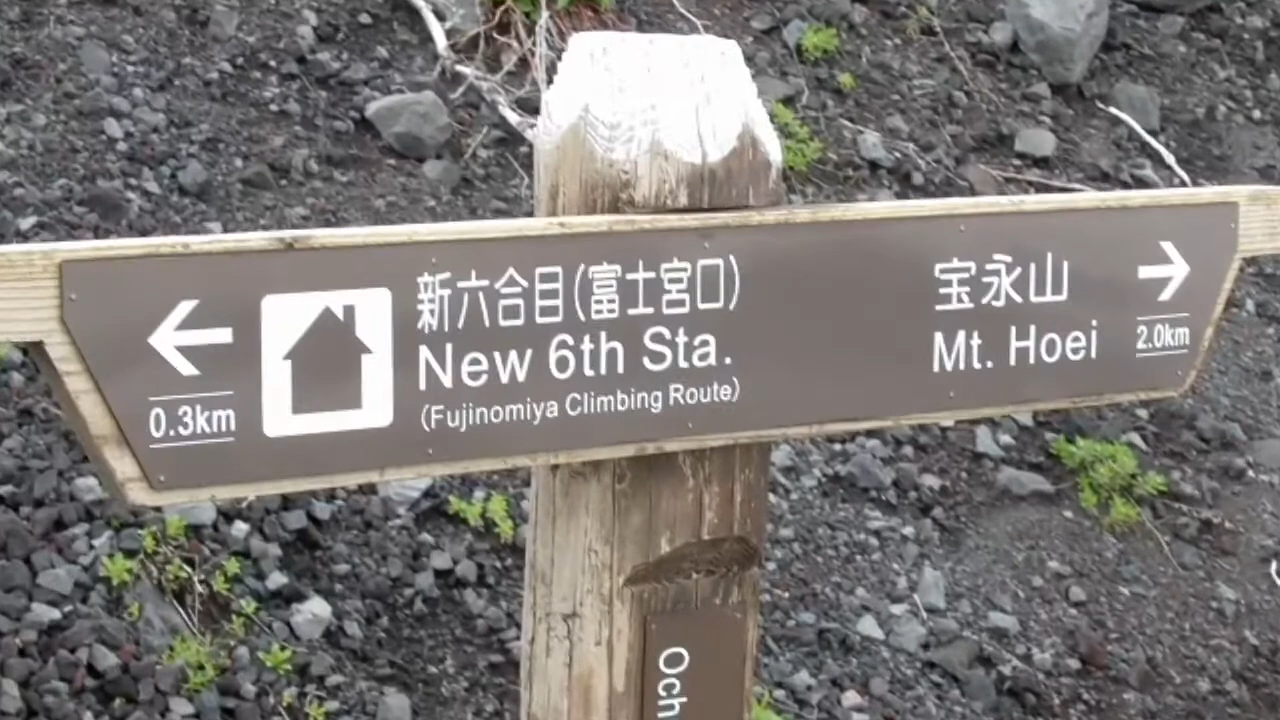 新六合目(富士宮口)
New 6th Sta.
(Fujinomiya Climbing Route)
0.3km
宝永山
Mt. Hoei
2.0km
Och